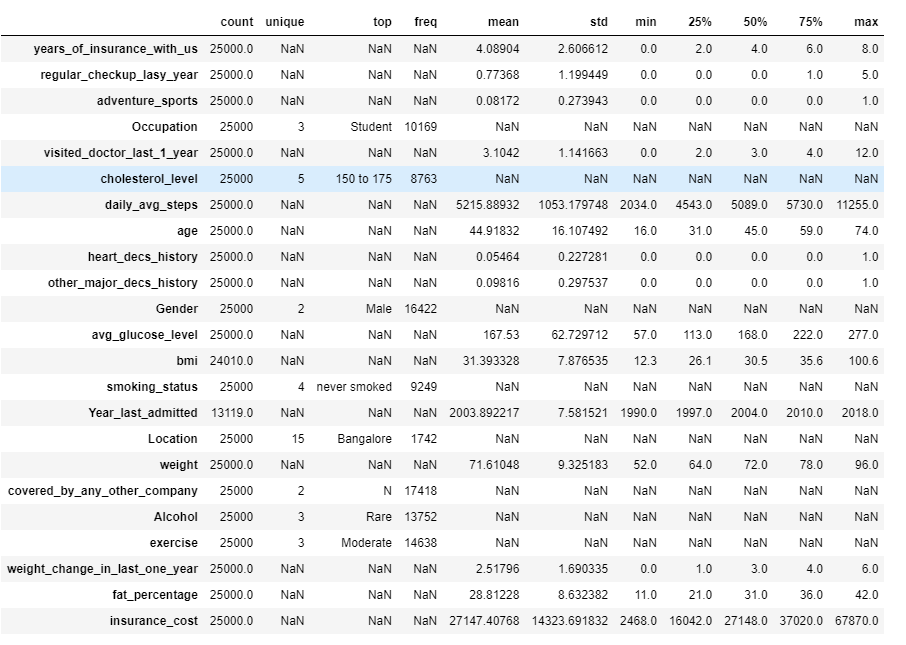 count unique top freq mean std min 25% 50% 75% max
years_of_insurance_with_us 25000.0 NaN NaN NaN 4.08904 2.606612 0.0 2.0 4.0 6.0 8.0
regular_checkup_lasy_year 25000.0 NaN NaN NaN 0.77368 1.199449 0.0 0.0 0.0 1.0 5.0
adventure_sports 25000.0 NaN NaN NaN 0.08172 0.273943 0.0 0.0 0.0 0.0 1.0
Occupation 25000 3 Student 10169 NaN NaN NaN NaN NaN NaN NaN
visited_doctor_last_1_year 25000.0 NaN NaN NaN 3.1042 1.141663 0.0 2.0 3.0 4.0 12.0
cholesterol_level 25000 5 150 to 175 8763 NaN NaN NaN NaN NaN NaN NaN
daily_avg_steps 25000.0 NaN NaN NaN 5215.88932 1053.179748 2034.0 4543.0 5089.0 5730.0 11255.0
age 25000.0 NaN NaN NaN 44.91832 16.107492 16.0 31.0 45.0 59.0 74.0
heart_decs_history 25000.0 NaN NaN NaN 0.05464 0.227281 0.0 0.0 0.0 0.0 1.0
other_major_decs_history 25000.0 NaN NaN NaN 0.09816 0.297537 0.0 0.0 0.0 0.0 1.0
Gender 25000 2 Male 16422 NaN NaN NaN NaN NaN NaN NaN
avg_glucose_level 25000.0 NaN NaN NaN 167.53 62.729712 57.0 113.0 168.0 222.0 277.0
bmi 24010.0 NaN NaN NaN 31.393328 7.876535 12.3 26.1 30.5 35.6 100.6
smoking_status 25000 4 never smoked 9249 NaN NaN NaN NaN NaN NaN NaN
Year_last_admitted 13119.0 NaN NaN NaN 2003.892217 7.581521 1990.0 1997.0 2004.0 2010.0 2018.0
Location 25000 15 Bangalore 1742 NaN NaN NaN NaN NaN NaN NaN
weight 25000.0 NaN NaN NaN 71.61048 9.325183 52.0 64.0 72.0 78.0 96.0
covered_by_any_other_company 25000 2 N 17418 NaN NaN NaN NaN NaN NaN NaN
Alcohol 25000 3 Rare 13752 NaN NaN NaN NaN NaN NaN NaN
exercise 25000 3 Moderate 14638 NaN NaN NaN NaN NaN NaN NaN
weight_change_in_last_one_year 25000.0 NaN NaN NaN 2.51796 1.690335 0.0 1.0 3.0 4.0 6.0
fat_percentage 25000.0 NaN NaN NaN 28.81228 8.632382 11.0 21.0 31.0 36.0 42.0
insurance_cost 25000.0 NaN NaN NaN 27147.40768 14323.691832 2468.0 16042.0 27148.0 37020.0 67870.0